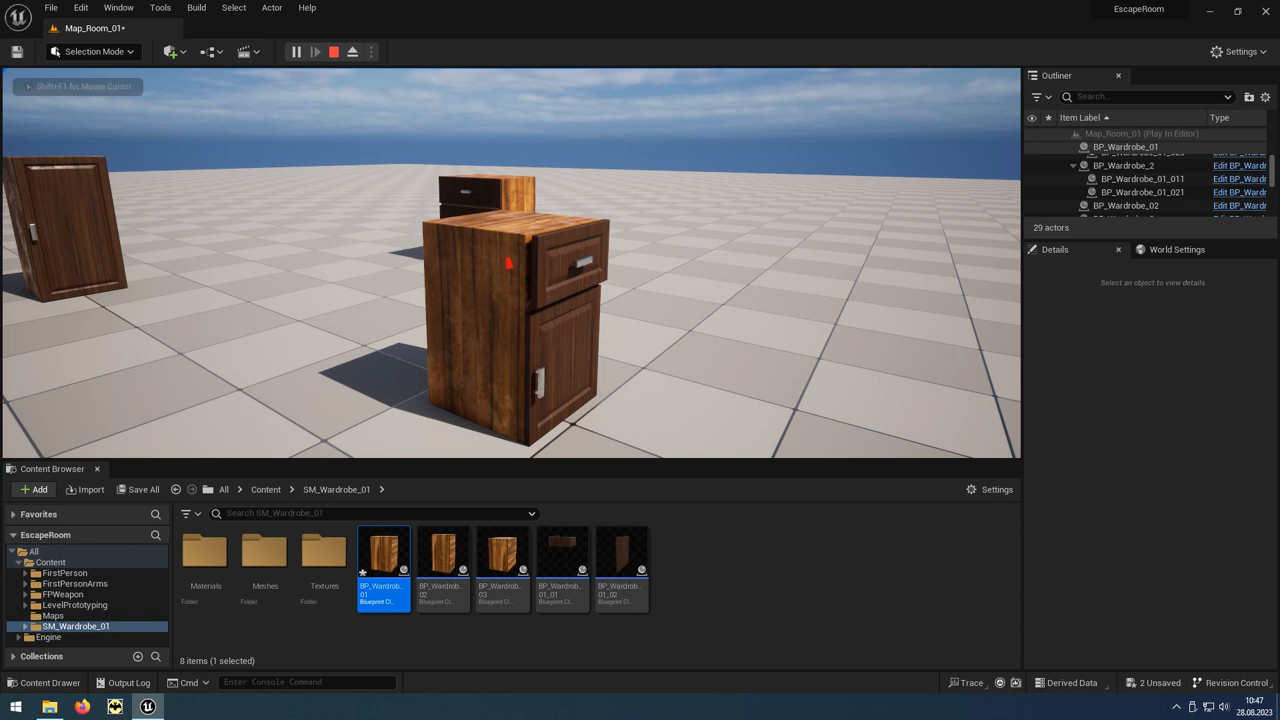 File Edit Window Tools Build Select Actor Help
EscapeRoom
Map_Room_01•
Selection Mode
Settings
Shift+F1 for Mouse Cursor
Outliner
Search...
Item Label Type
Map_Room_01 (Play In Editor)
BP_Wardrobe_01
BP_Wardrobe_2 Edit BP_Wardr
BP_Wardrobe_01_011 Edit BP_Wardr
BP_Wardrobe_01_021 Edit BP_Wardr
BP_Wardrobe_02 Edit BP_Wardr
29 actors
Details World Settings
Select an object to view details.
Content Browser
Add Import Save All All Content SM_Wardrobe_01 Settings
Favorites
Search SM_Wardrobe_01
EscapeRoom
All
Content
FirstPerson
FirstPersonArms
FPWeapon
LevelPrototyping
Maps
SM_Wardrobe_01
Engine
Collections
Materials
Folder
Meshes
Folder
Textures
Folder
BP_Wardrob...
01
Blueprint Cl...
BP_Wardrob...
02
Blueprint Cl...
BP_Wardrob...
03
Blueprint Cl...
BP_Wardrob...
01_01
Blueprint Cl...
BP_Wardrob...
01_02
Blueprint Cl...
8 items (1 selected)
Content Drawer Output Log Cmd Enter Console Command Trace Derived Data 2 Unsaved Revision Control
10:47
28.08.2023